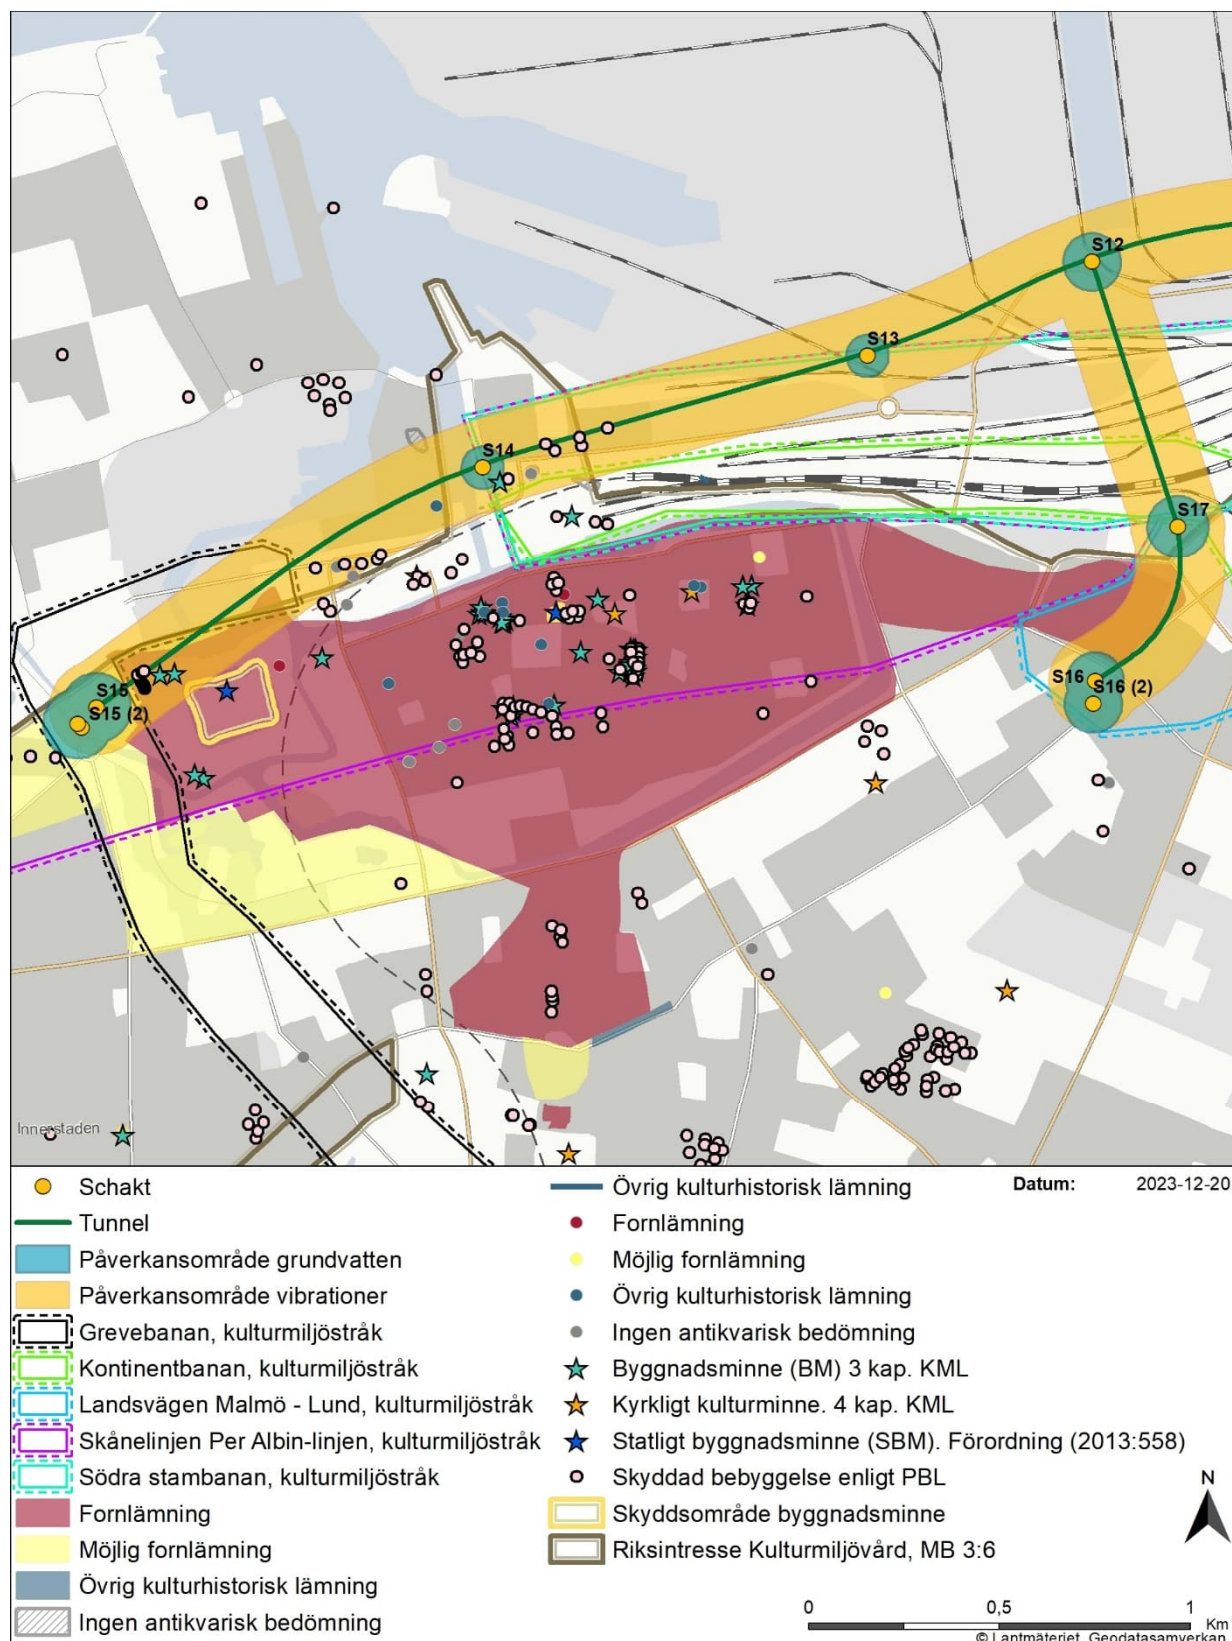 S12
S13
S14
S17
S15
S15 (2)
S16
S16 (2)
Innerstaden
Schakt
Tunnel
Påverkansområde grundvatten
Påverkansområde vibrationer
Grevebanan, kulturmiljöstråk
Kontinentbanan, kulturmiljöstråk
Landsvägen Malmö - Lund, kulturmiljöstråk
Skånelinjen Per Albin-linjen, kulturmiljöstråk
Södra stambanan, kulturmiljöstråk
Fornlämning
Möjlig fornlämning
Övrig kulturhistorisk lämning
Ingen antikvarisk bedömning
Övrig kulturhistorisk lämning
Fornlämning
Möjlig fornlämning
Övrig kulturhistorisk lämning
Ingen antikvarisk bedömning
Byggnadsminne (BM) 3 kap. KML
Kyrkligt kulturminne. 4 kap. KML
Statligt byggnadsminne (SBM). Förordning (2013:558)
Skyddad bebyggelse enligt PBL
Skyddsområde byggnadsminne
Riksintresse Kulturmiljövård, MB 3:6
Datum: 2023-12-20
N
0 0,5 1
Km
© Lantmäteriet, Geodatasamverkan